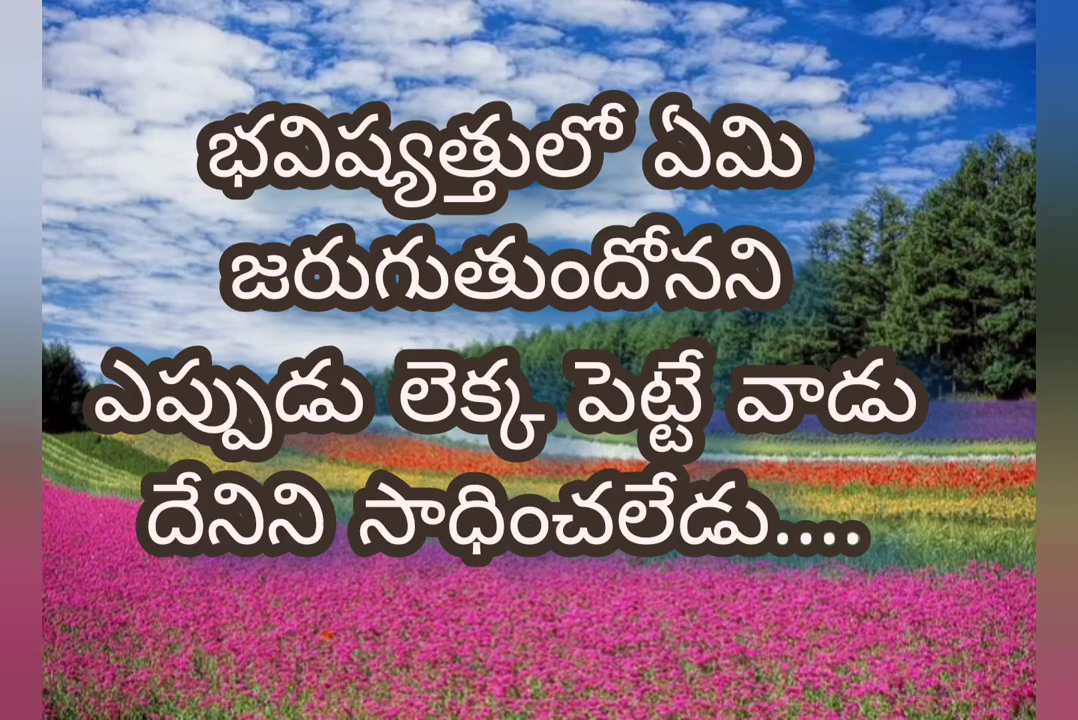 భవిష్యత్తులో ఏమి
జరుగుతుందోనని
ఎప్పుడు లెక్క పెట్టే వాడు
దేనిని సాధించలేడు....